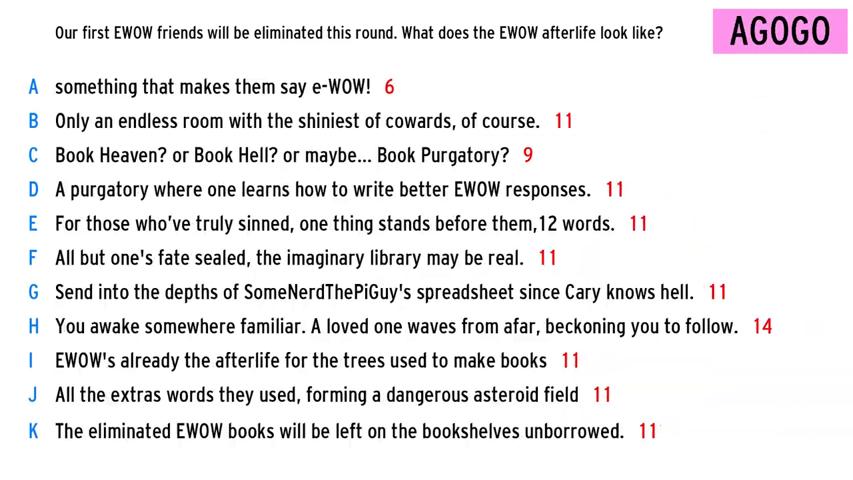 Our first EWOW friends will be eliminated this round. What does the EWOW afterlife look like?
AGOGO
A something that makes them say e-WOW! 6
B Only an endless room with the shiniest of cowards, of course. 11
C Book Heaven? or Book Hell? or maybe... Book Purgatory? 9
D A purgatory where one learns how to write better EWOW responses. 11
E For those who've truly sinned, one thing stands before them,12 words. 11
F All but one's fate sealed, the imaginary library may be real. 11
G Send into the depths of SomeNerdThePiGuy's spreadsheet since Cary knows hell. 11
H You awake somewhere familiar. A loved one waves from afar, beckoning you to follow. 14
I EWOW's already the afterlife for the trees used to make books 11
J All the extras words they used, forming a dangerous asteroid field 11
K The eliminated EWOW books will be left on the bookshelves unborrowed. 11